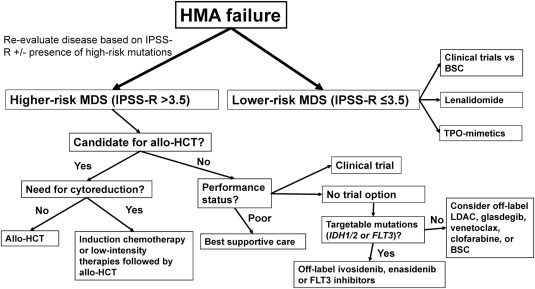 HMA failure
Re-evaluate disease based on IPSS-
R +/- presence of high-risk mutations
Higher-risk MDS (IPSS-R >3.5)
Lower-risk MDS (IPSS-R ≤3.5)
Clinical trials vs
BSC
Lenalidomide
TPO-mimetics
Candidate for allo-HCT?
Yes
No
Need for cytoreduction?
Performance
status?
Clinical trial
No trial option
No
Yes
Poor
Allo-HCT
Induction chemotherapy
or low-intensity
therapies followed by
allo-HCT
Best supportive care
Targetable mutations
(IDH1/2 or FLT3)?
No
Consider off-label
LDAC, glasdegib,
venetoclax,
clofarabine, or
BSC
Yes
Off-label ivosidenib, enasidenib
or FLT3 inhibitors